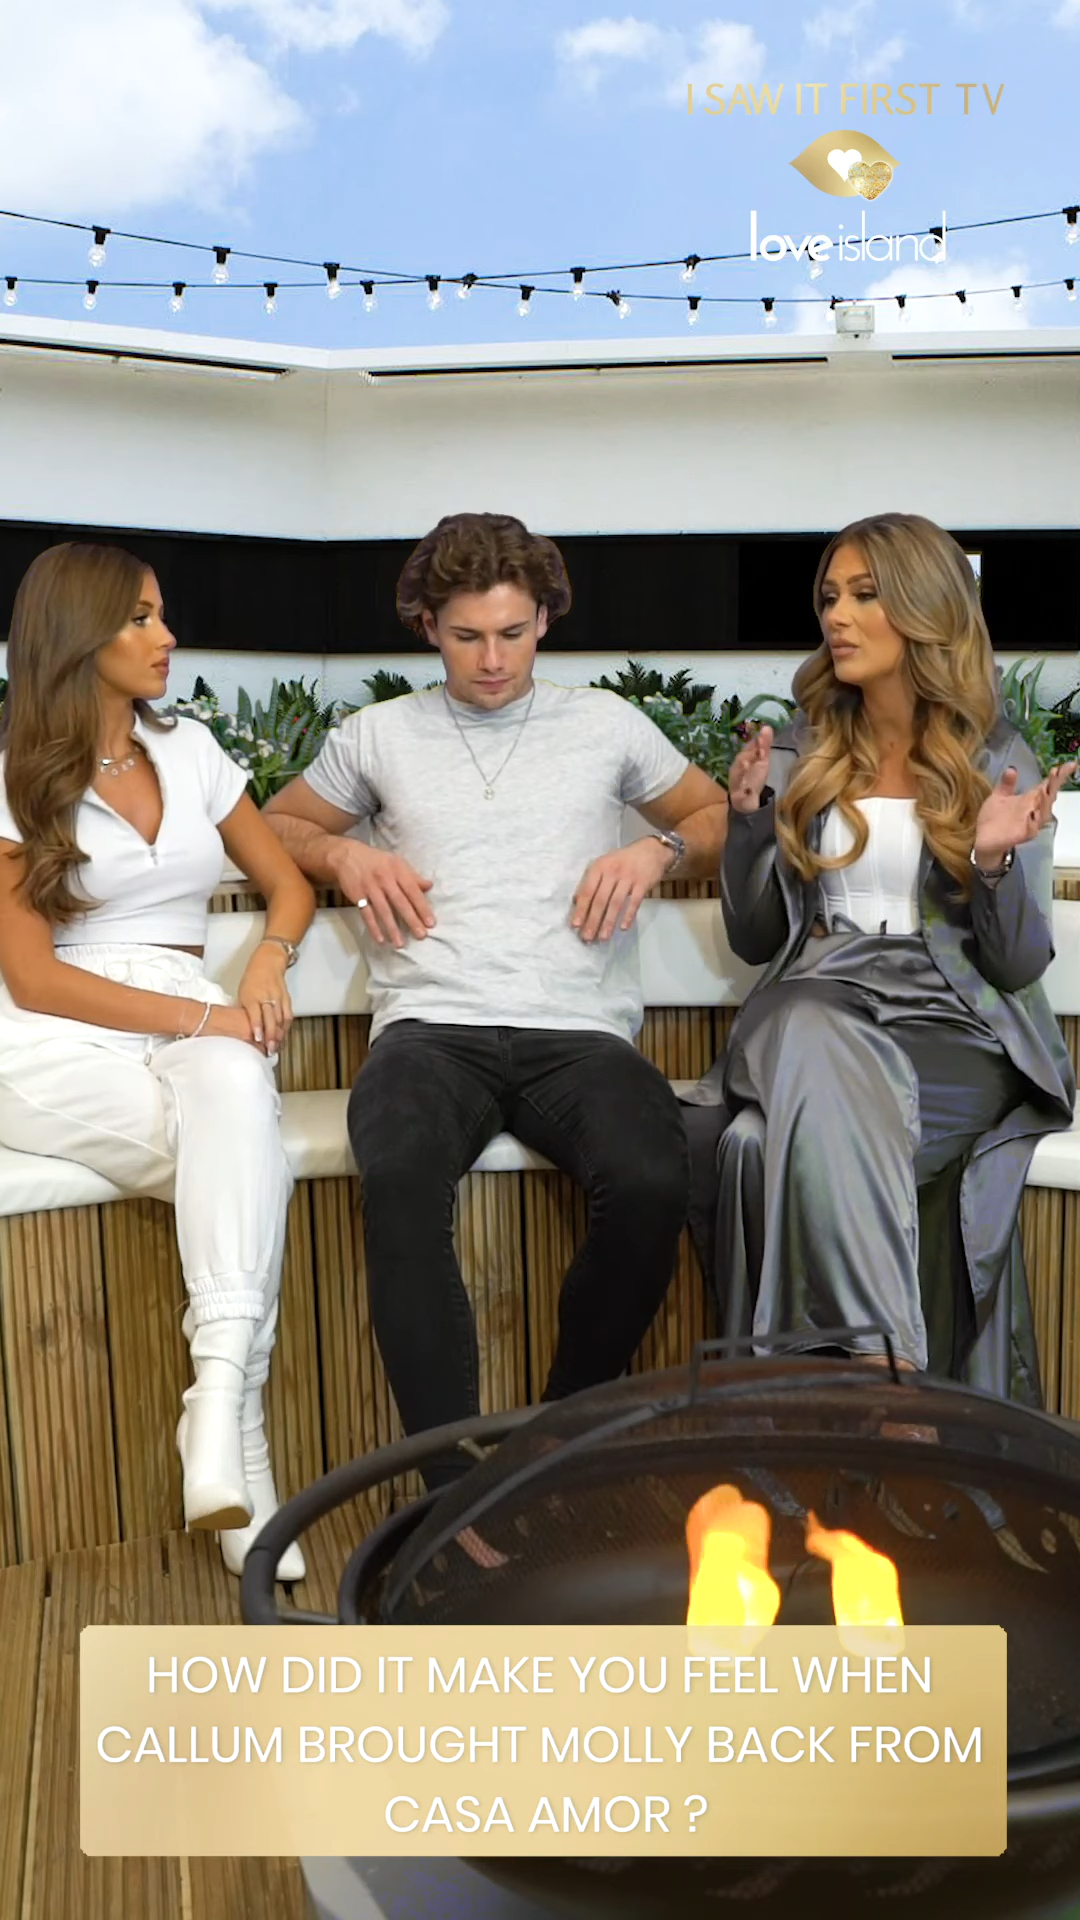 I SAW IT FIRST TV
love island
HOW DID IT MAKE YOU FEEL WHEN
CALLUM BROUGHT MOLLY BACK FROM
CASA AMOR ?